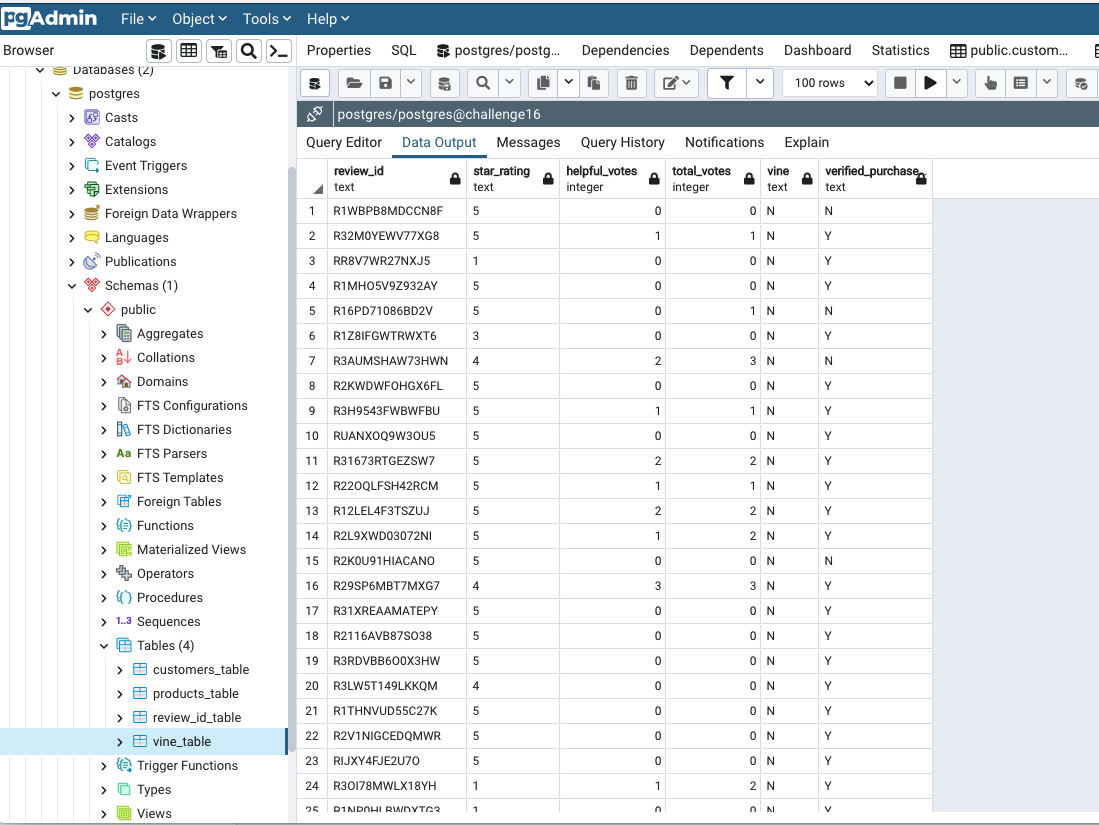 pgAdmin File Object Tools Help
Browser
Properties SQL postgres/postg... Dependencies Dependents Dashboard Statistics public.custom...
100 rows
postgres/postgres@challenge16
Query Editor Data Output Messages Query History Notifications Explain
Databases (2)
postgres
Casts
Catalogs
Event Triggers
Extensions
Foreign Data Wrappers
Languages
Publications
Schemas (1)
public
Aggregates
Collations
Domains
FTS Configurations
FTS Dictionaries
Aa FTS Parsers
FTS Templates
Foreign Tables
Functions
Materialized Views
Operators
Procedures
1..3 Sequences
Tables (4)
customers_table
products_table
review_id_table
vine_table
Trigger Functions
Types
Views
review_id star_rating helpful_votes total_votes vine verified_purchase
text text integer integer text text
1 R1WBPB8MDCCN8F 5 0 0 N N
2 R32M0YEWV77XG8 5 1 1 N Y
3 RR8V7WR27NXJ5 1 0 0 N Y
4 R1MHO5V9Z932AY 5 0 0 N Y
5 R16PD71086BD2V 5 0 1 N N
6 R1Z8IFGWTRWXT6 3 0 0 N Y
7 R3AUMSHAW73HWN 4 2 3 N N
8 R2KWDWFOHGX6FL 5 0 0 N Y
9 R3H9543FWBWFBU 5 1 1 N Y
10 RUANXOQ9W3OU5 5 0 0 N Y
11 R31673RTGEZSW7 5 2 2 N Y
12 R22OQLFSH42RCM 5 1 1 N Y
13 R12LEL4F3TSZUJ 5 2 2 N Y
14 R2L9XWD03072NI 5 1 2 N Y
15 R2K0U91HIACANO 5 0 0 N N
16 R29SP6MBT7MXG7 4 3 3 N Y
17 R31XREAAMATEPY 5 0 0 N Y
18 R2116AVB87SO38 5 0 0 N Y
19 R3RDVBB6O0X3HW 5 0 0 N Y
20 R3LW5T149LKKQM 4 0 0 N Y
21 R1THNVUD55C27K 5 0 0 N Y
22 R2V1NIGCEDQMWR 5 0 0 N Y
23 RIJXY4FJE2U7O 5 0 0 N Y
24 R3OI78MWLX18YH 1 1 2 N Y
25 R1NP0HLBWDXTG3 1 0 0 N Y